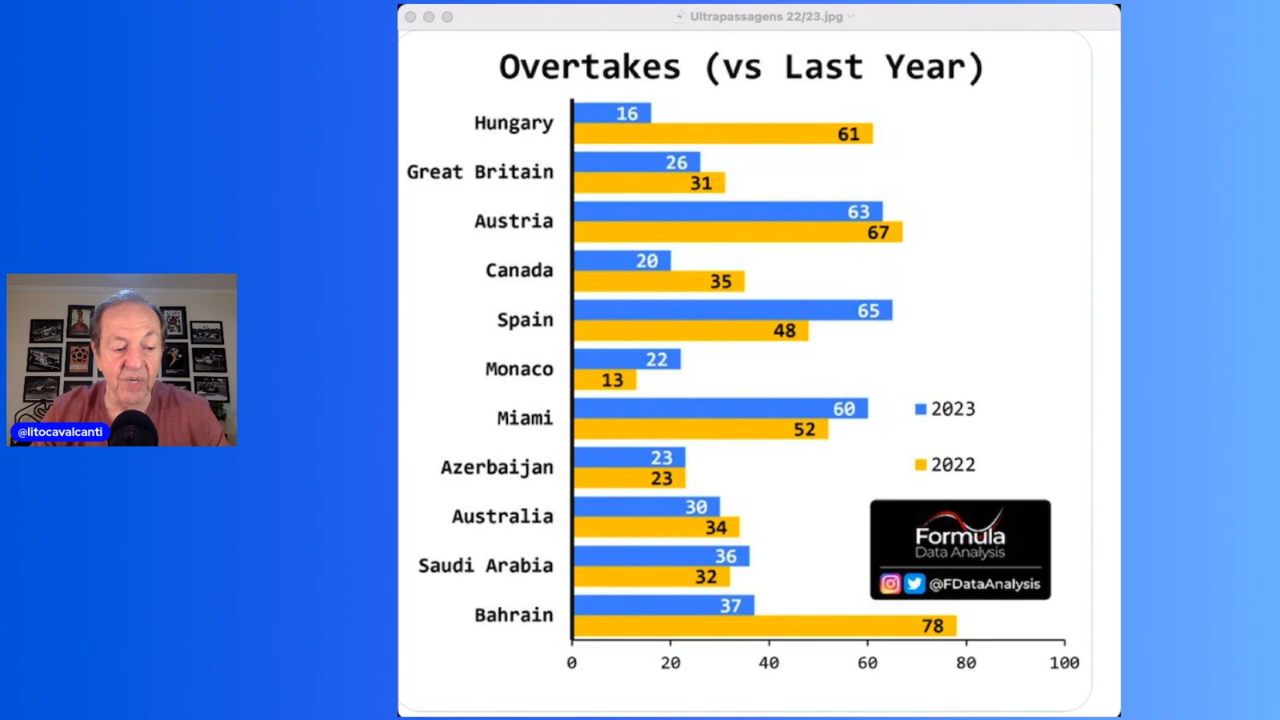 Ultrapassagens 22/23.jpg
Overtakes (vs Last Year)
Hungary
16
61
Great Britain
26
31
Austria
63
67
Canada
20
35
Spain
65
48
Monaco
22
13
Miami
60
52
Azerbaijan
23
23
Australia
30
34
Saudi Arabia
36
32
Bahrain
37
78
0 20 40 60 80 100
2023
2022
Formula
Data Analysis
@FDataAnalysis
@litocavalcanti